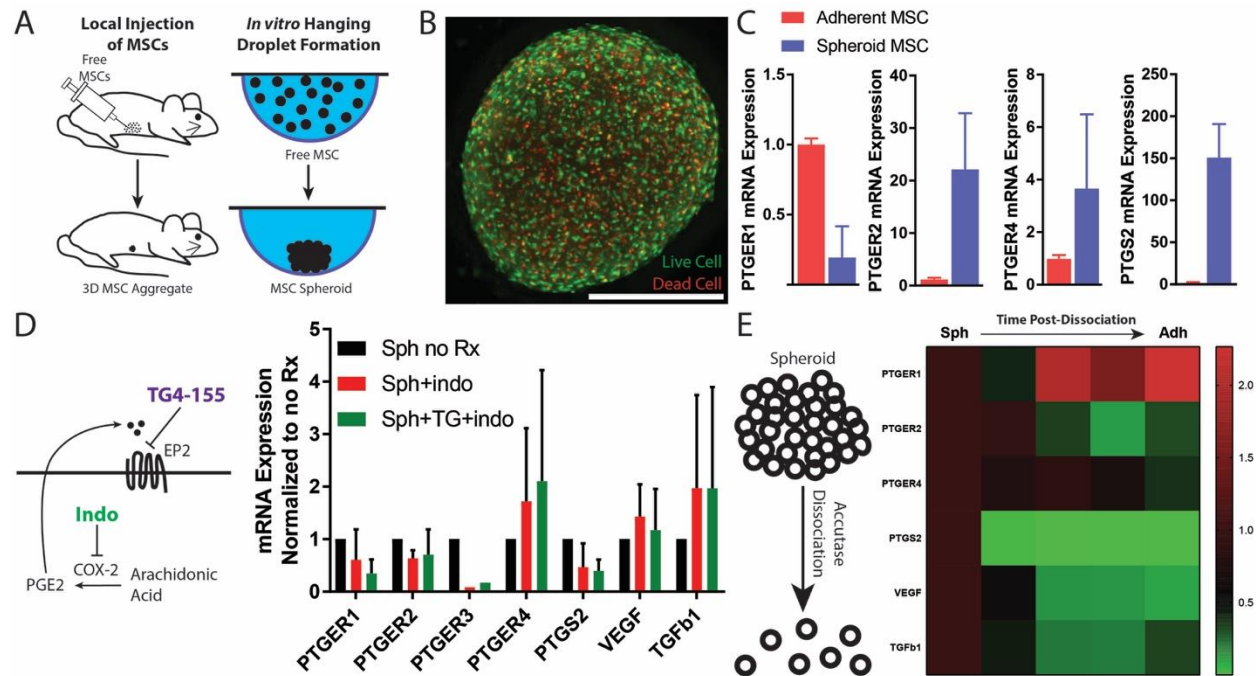 A
Local Injection
of MSCs
Free
MSCs
3D MSC Aggregate
In vitro Hanging
Droplet Formation
Free MSC
MSC Spheroid
B
Live Cell
Dead Cell
C
Adherent MSC
Spheroid MSC
PTGER1 mRNA Expression
1.5
1.0
0.5
PTGER2 mRNA Expression
40
30
20
10
0
PTGER4 mRNA Expression
8
6
4
2
0
PTGS2 mRNA Expression
250
200
150
100
50
0
D
TG4-155
EP2
Indo
COX-2
PGE2
Arachidonic
Acid
mRNA Expression
Normalized to no Rx
5
4
3
2
1
0
Sph no Rx
Sph+indo
Sph+TG+indo
PTGER1
PTGER2
PTGER3
PTGER4
PTGS2
VEGF
TGFb1
E
Spheroid
Accutase
Dissociation
Time Post-Dissociation
Sph
Adh
PTGER1
PTGER2
PTGER4
PTGS2
VEGF
TGFb1
2.0
1.5
1.0
0.5